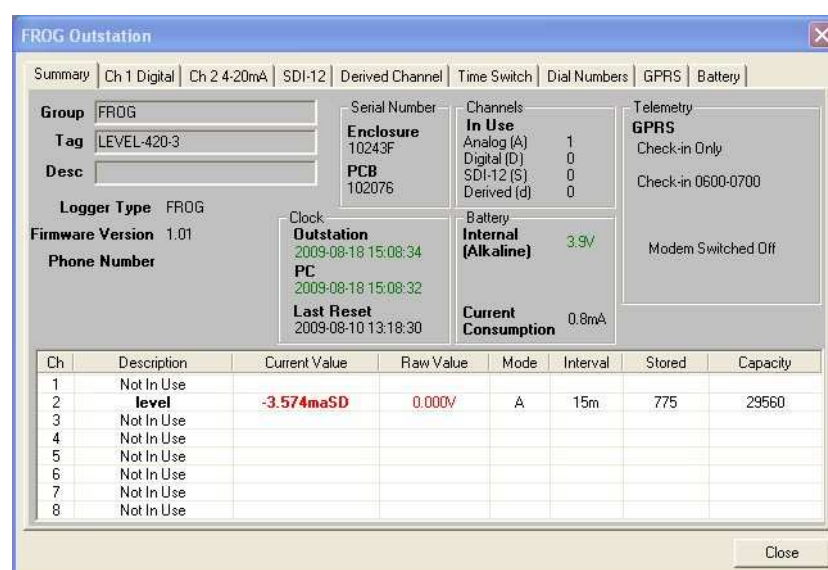 FROG Outstation
Summary Ch 1 Digital Ch 2 4-20mA SDI-12 Derived Channel Time Switch Dial Numbers GPRS Battery
Group FROG
Tag LEVEL-420-3
Desc
Logger Type FROG
Firmware Version 1.01
Phone Number
Serial Number
Enclosure
10243F
PCB
102076
Clock
Outstation
2009-08-18 15:08:34
PC
2009-08-18 15:08:32
Last Reset
2009-08-10 13:18:30
Channels
In Use
Analog (A) 1
Digital (D) 0
SDI-12 (S) 0
Derived (d) 0
Battery
Internal
(Alkaline) 3.9V
Current
Consumption 0.8mA
Telemetry
GPRS
Check-in Only
Check-in 0600-0700
Modem Switched Off
Ch Description Current Value Raw Value Mode Interval Stored Capacity
1 Not In Use
2 level -3.574maSD 0.000V A 15m 775 29560
3 Not In Use
4 Not In Use
5 Not In Use
6 Not In Use
7 Not In Use
8 Not In Use
Close